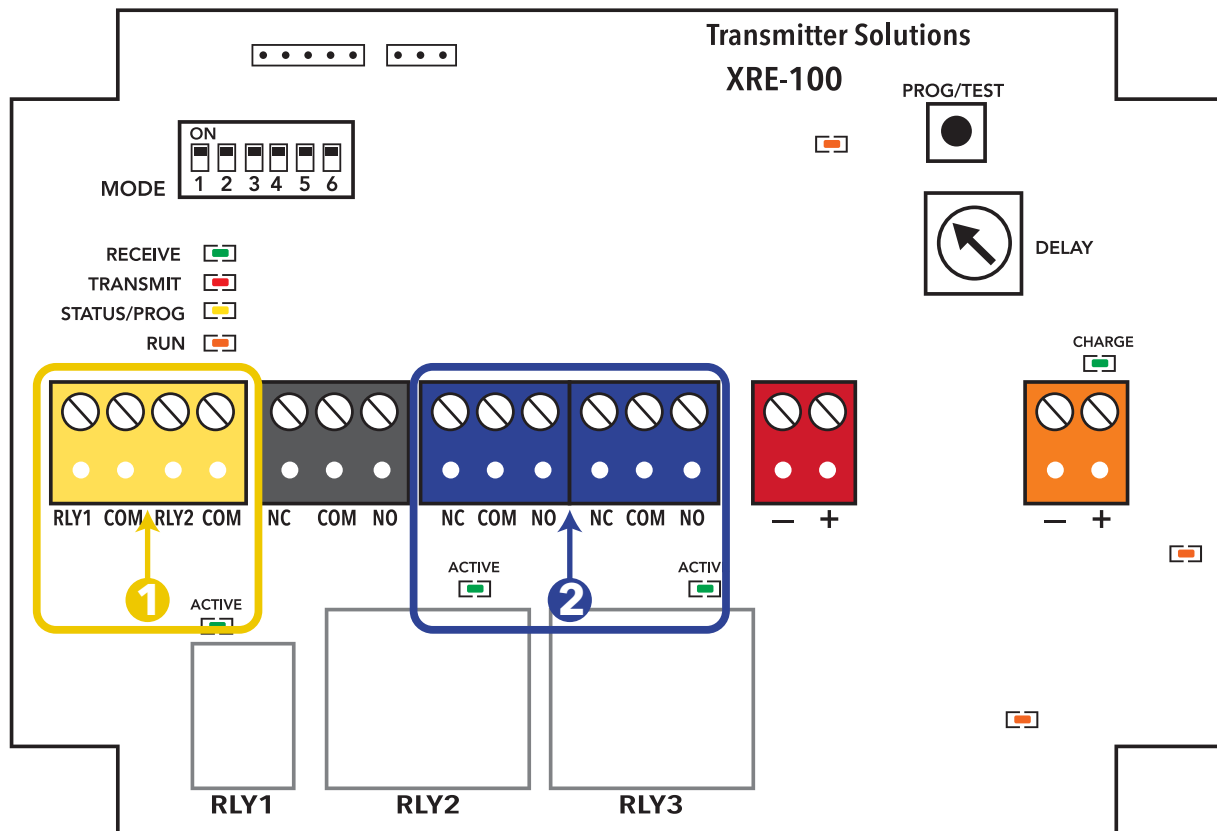 Transmitter Solutions
XRE-100
PROG/TEST
ON
1 2 3 4 5 6
MODE
DELAY
RECEIVE
TRANSMIT
STATUS/PROG
RUN
CHARGE
RLY1 COM RLY2 COM
NC COM NO
NC COM NO
NC COM NO
— +
— +
1
2
ACTIVE
ACTIVE
ACTIV
RLY1
RLY2
RLY3